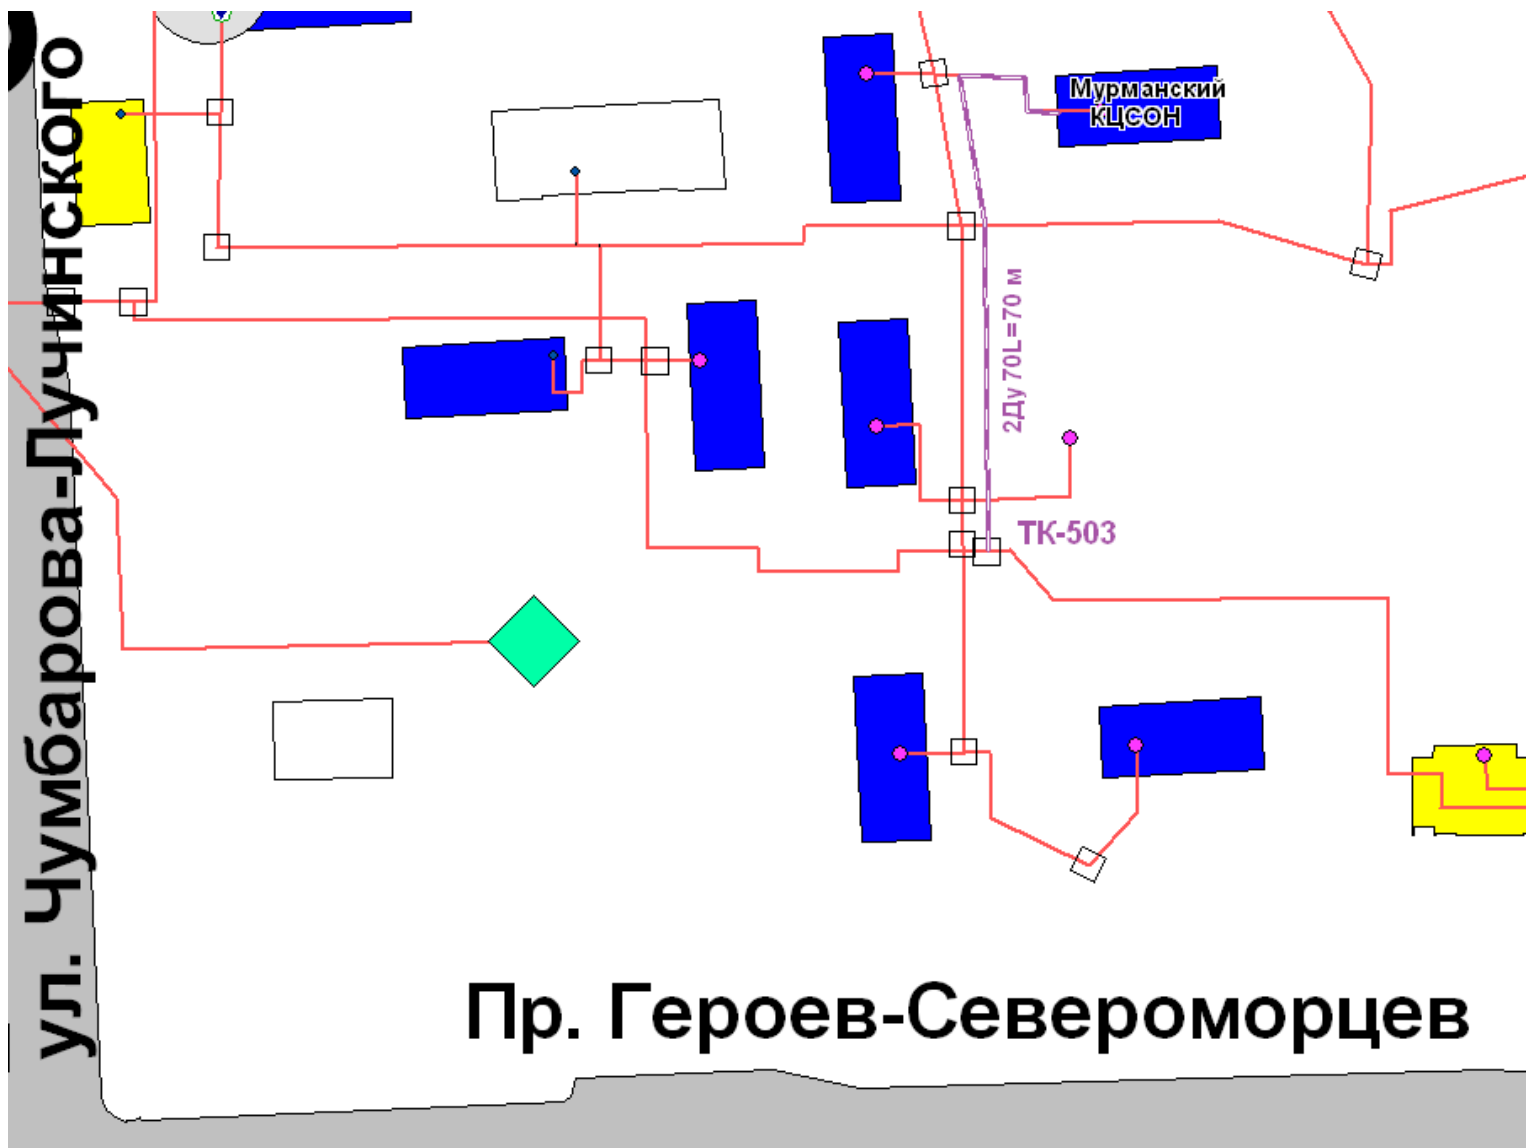 Мурманский
КЦСОН
ул. Чумбарова-Лучинского
2Ду 70L=70 м
ТК-503
Пр. Героев-Североморцев